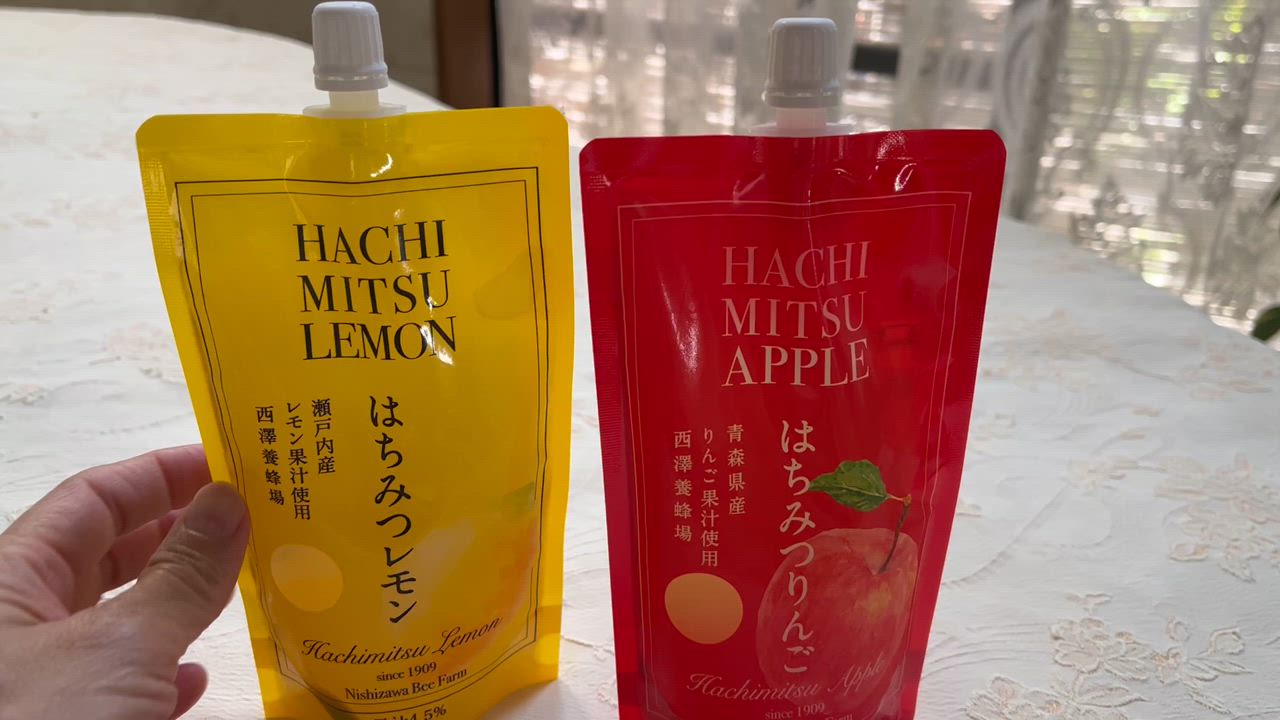 HACHI
MITSU
LEMON
はちみつレモン
瀬戸内産
レモン果汁使用
西澤養蜂場
Hachimitsu Lemon
since 1909
Nishizawa Bee Farm
4.5%
HACHI
MITSU
APPLE
はちみつりんご
青森県産
りんご果汁使用
西澤養蜂場
Hachimitsu Apple
since 1909
Farm